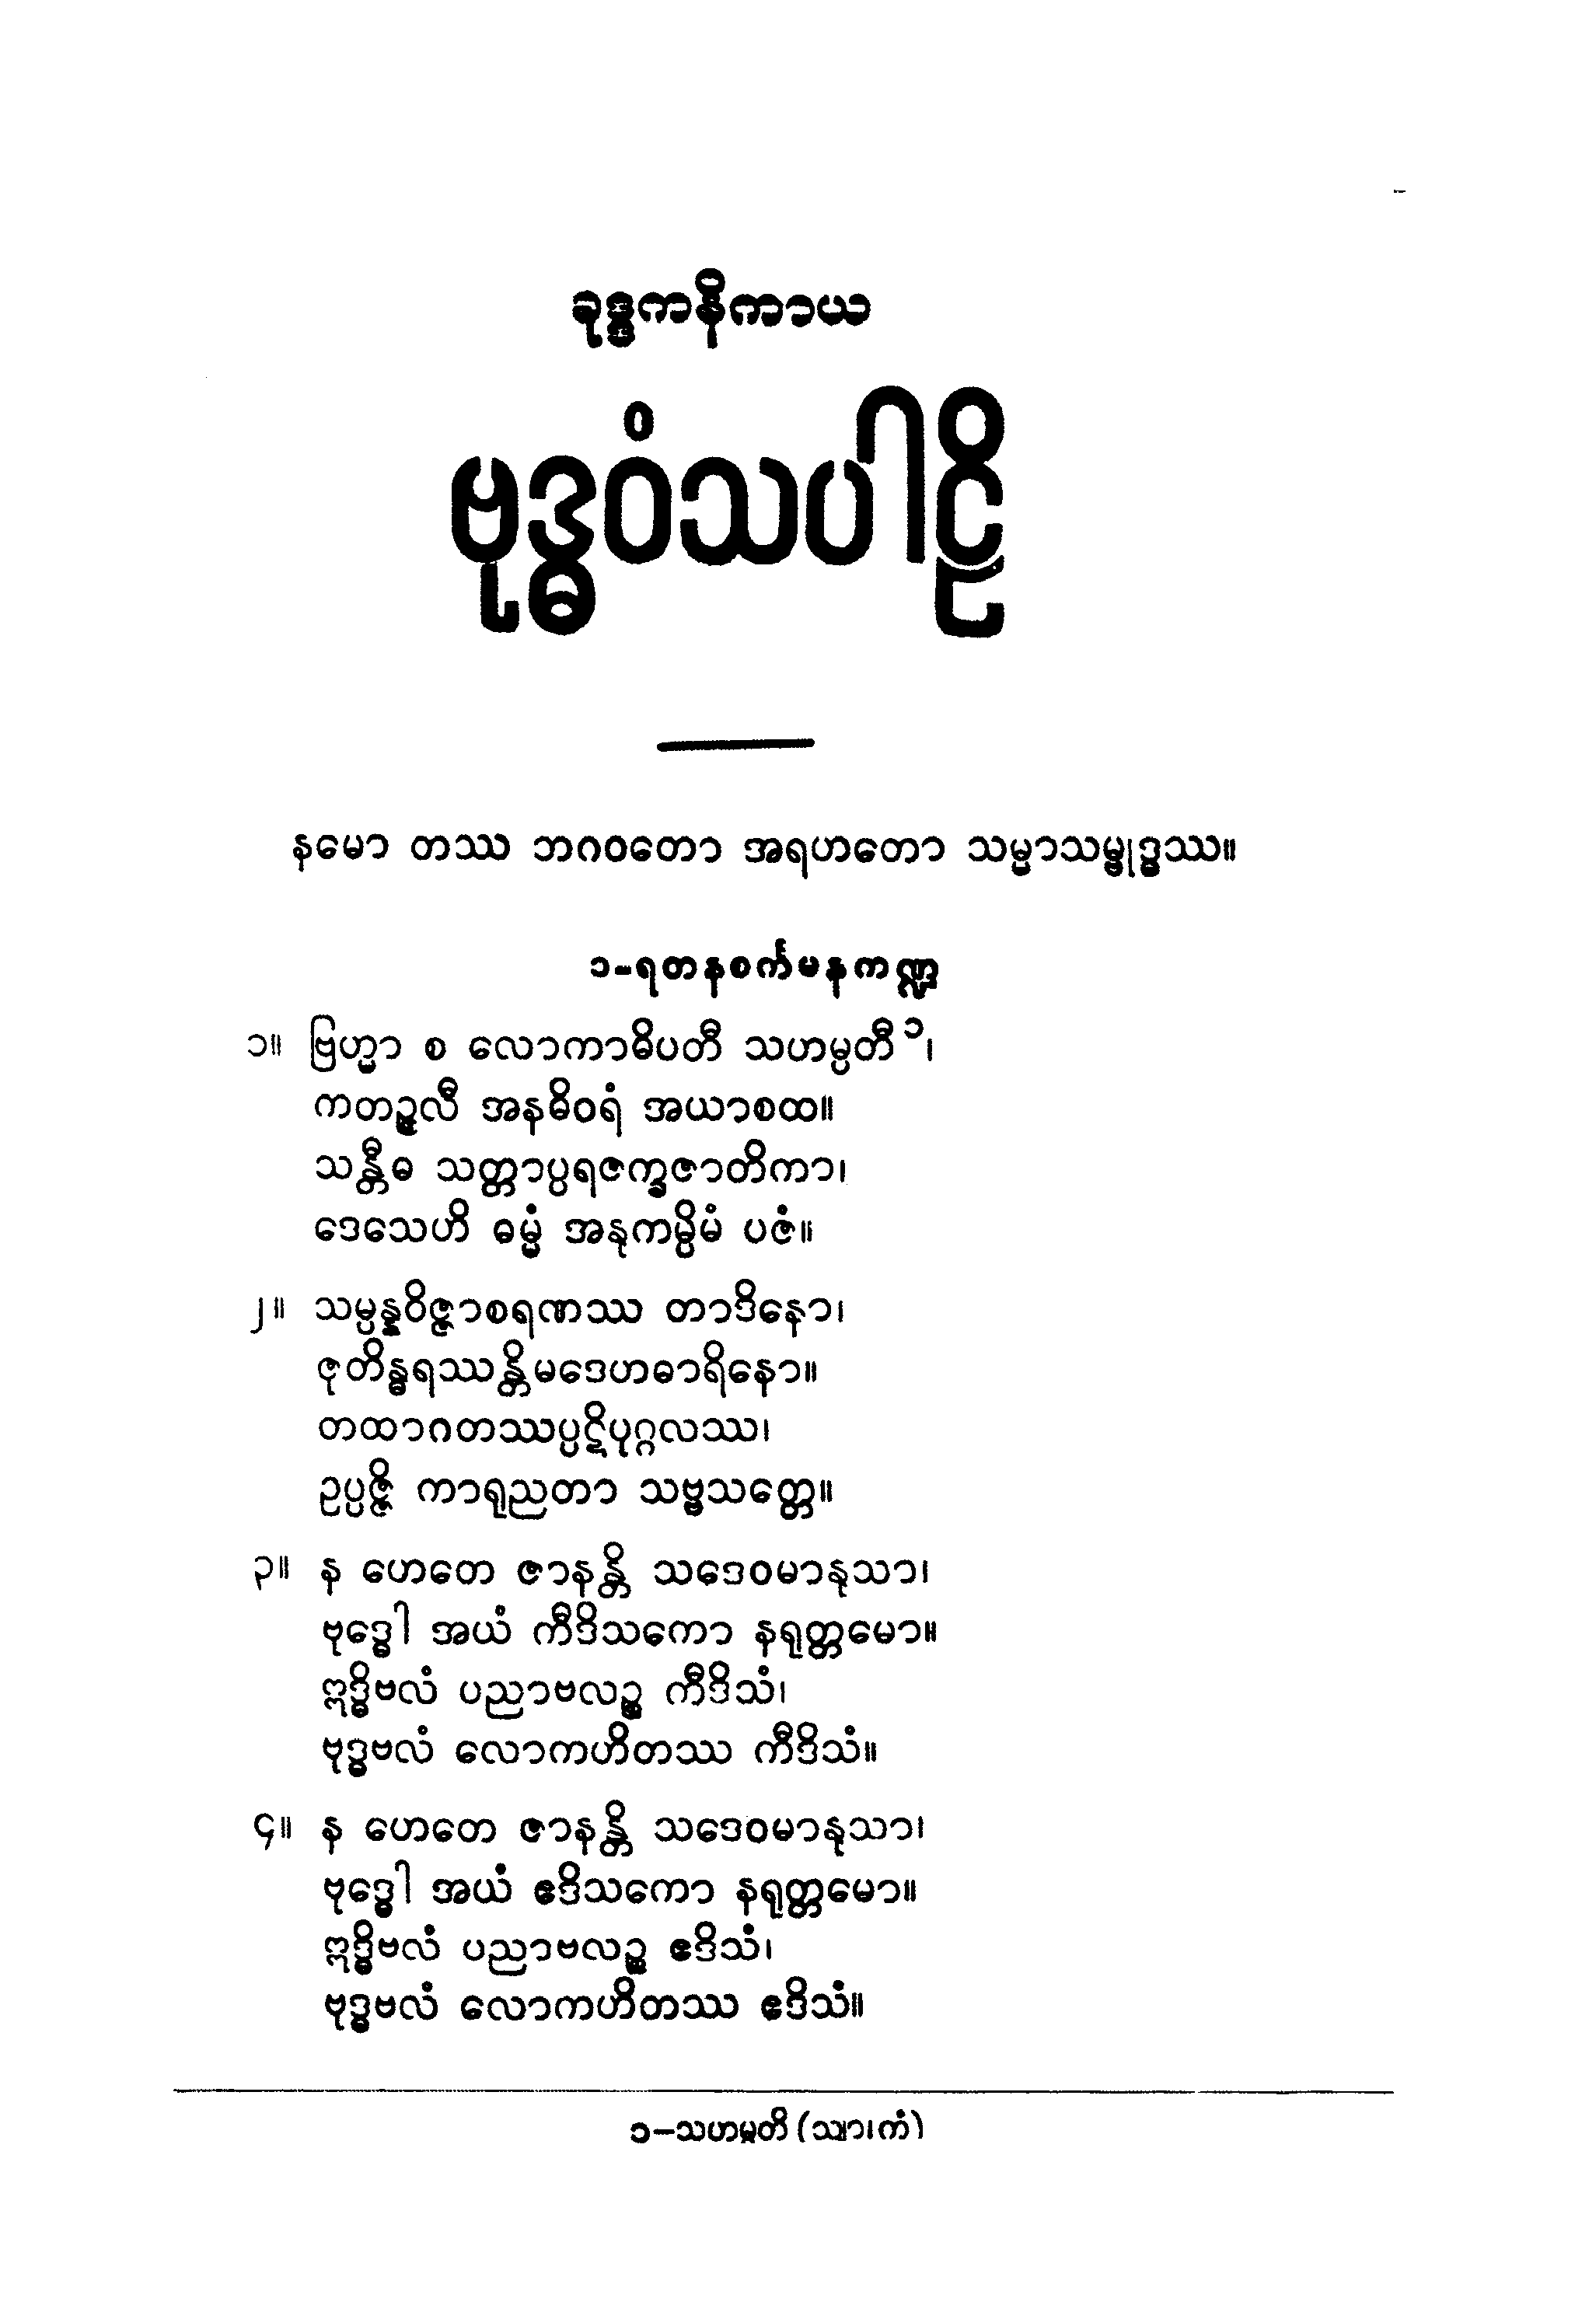 ခုဒ္ဒကနိကာယ
ဗုဒ္ဓဝံသပါဠိ
နမော တဿ ဘဂဝတော အရဟတော သမ္မာသမ္ဗုဒ္ဓဿ။
၁-ရတနစင်္ကမနကဏ္ဍ
၁။ ဗြဟ္မာ စ လောကာဓိပတီ သဟမ္ပတီ ၁၊
ကတဉ္ဇလီ အနဓိဝရံ အယာစထ။
သန္တီဓ သတ္တာပ္ပရဇက္ခဇာတိကာ၊
ဒေသေဟိ ဓမ္မံ အနုကမ္ပိမံ ပဇံ။
၂။ သမ္ပန္နဝိဇ္ဇာစရဏဿ တာဒိနော၊
ဇုတိန္ဓရဿန္တိမဒေဟဓာရိနော။
တထာဂတဿပ္ပဋိပုဂ္ဂလဿ၊
ဥပ္ပဇ္ဇိ ကာရုညတာ သဗ္ဗသတ္တေ။
၃။ န ဟေတေ ဇာနန္တိ သဒေဝမာနုသာ၊
ဗုဒ္ဓေါ အယံ ကီဒိသကော နရုတ္တမော။
ဣဒ္ဓိဗလံ ပညာဗလဉ္စ ကီဒိသံ၊
ဗုဒ္ဓဗလံ လောကဟိတဿ ကီဒိသံ။
၄။ န ဟေတေ ဇာနန္တိ သဒေဝမာနုသာ၊
ဗုဒ္ဓေါ အယံ ဧဒိသကော နရုတ္တမော။
ဣဒ္ဓိဗလံ ပညာဗလဉ္စ ဧဒိသံ၊
ဗုဒ္ဓဗလံ လောကဟိတဿ ဧဒိသံ။
၁–သဟမ္ပတိ (သျာ၊ကံ)